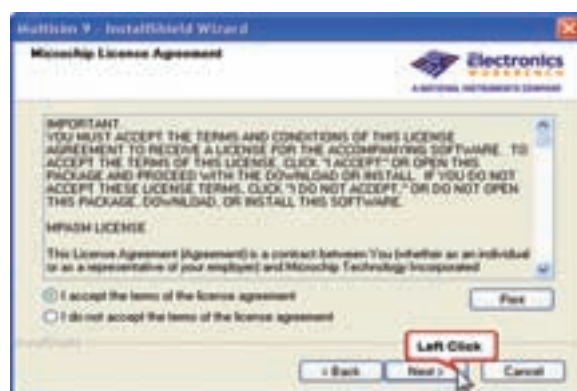 Multisim 9 - InstallShield Wizard
Microchip License Agreement
Electronics
WORKBENCH
A NATIONAL INSTRUMENTS COMPANY
IMPORTANT
YOU MUST ACCEPT THE TERMS AND CONDITIONS OF THIS LICENSE
AGREEMENT TO RECEIVE A LICENSE FOR THE ACCOMPANYING SOFTWARE. TO
ACCEPT THE TERMS OF THIS LICENSE, CLICK "I ACCEPT" OR OPEN THIS
PACKAGE AND PROCEED WITH THE DOWNLOAD OR INSTALL. IF YOU DO NOT
ACCEPT THESE LICENSE TERMS, CLICK "I DO NOT ACCEPT," OR DO NOT OPEN
THIS PACKAGE, DOWNLOAD, OR INSTALL THIS SOFTWARE.
MPASM LICENSE
This License Agreement (Agreement) is a contract between You (whether as an individual
or as a representative of your employer) and Microchip Technology Incorporated
I accept the terms of the license agreement
Print
I do not accept the terms of the license agreement
InstallShield
Left Click
< Back
Next >
Cancel